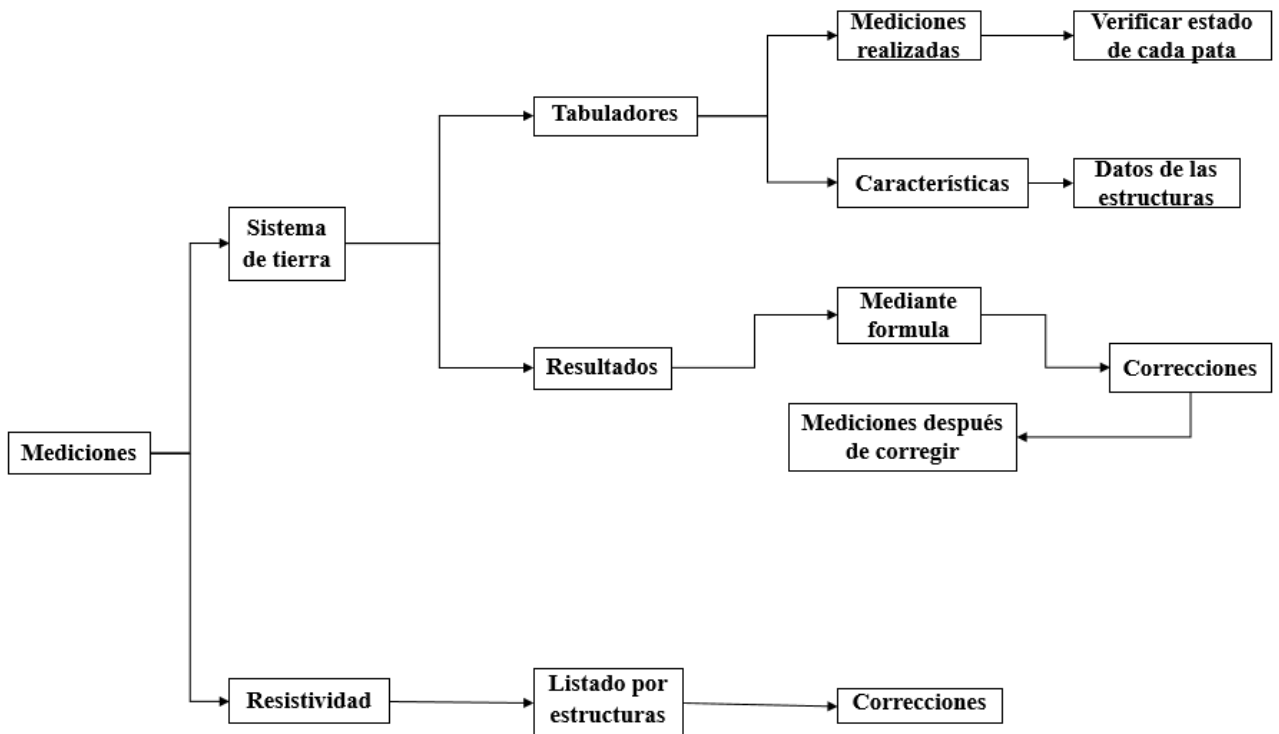 Mediciones
realizadas
Verificar estado
de cada pata
Tabuladores
Característícas
Datos de las
estructuras
Sistema
de tierra
Mediante
formula
Resultados
Correcciones
Mediciones después
de corregir
Mediciones
Resistividad
Listado por
estructuras
Correcciones